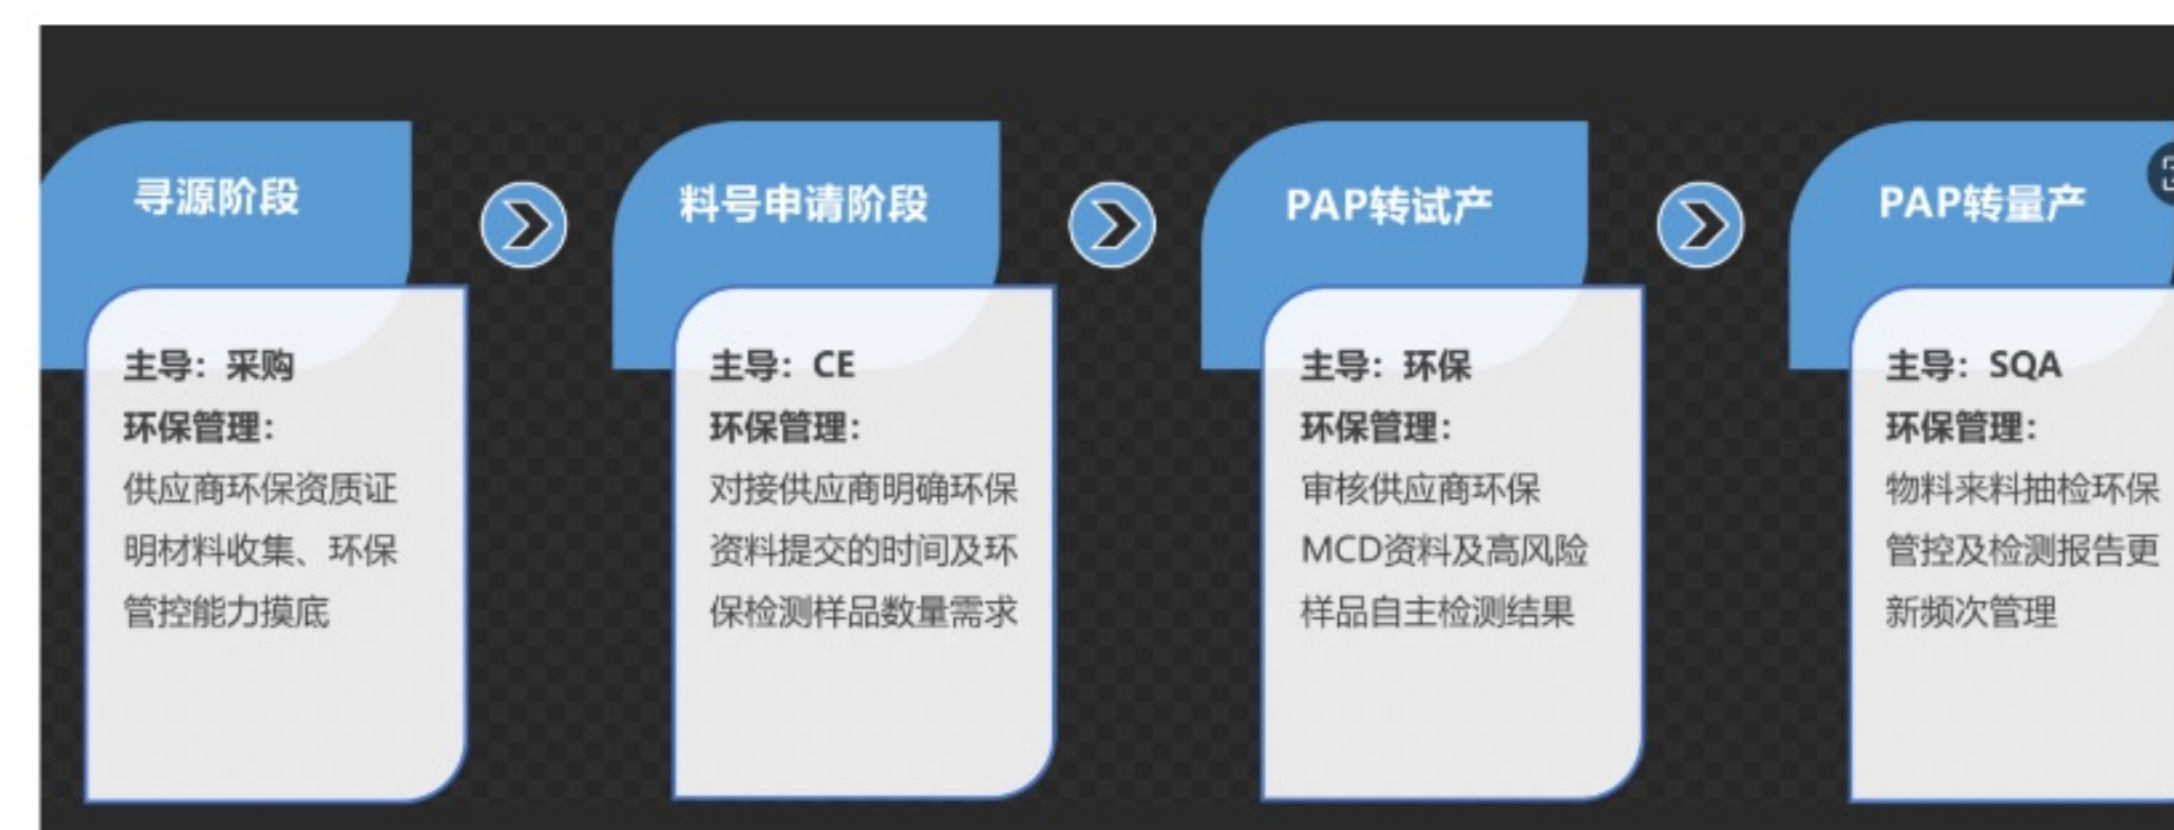 寻源阶段
主导：采购
环保管理：
供应商环保资质证
明材料收集、环保
管控能力摸底
料号申请阶段
主导：CE
环保管理：
对接供应商明确环保
资料提交的时间及环
保检测样品数量需求
PAP转试产
主导：环保
环保管理：
审核供应商环保
MCD资料及高风险
样品自主检测结果
PAP转量产
主导：SQA
环保管理：
物料来料抽检环保
管控及检测报告更
新频次管理